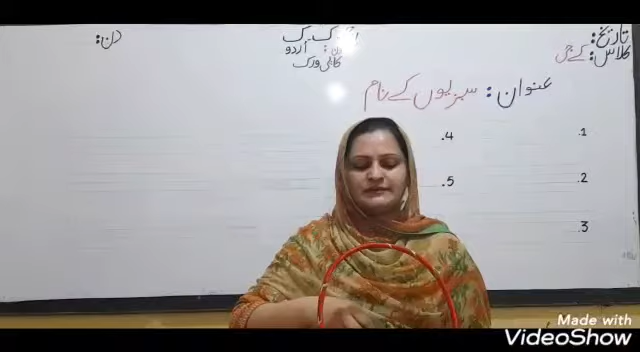 تاریخ:
دن:
کلاس: کے جی
اردو
کاپی ورک
عنوان: سبزیوں کے نام
1.
2.
3.
4.
5.
Made with
VideoShow